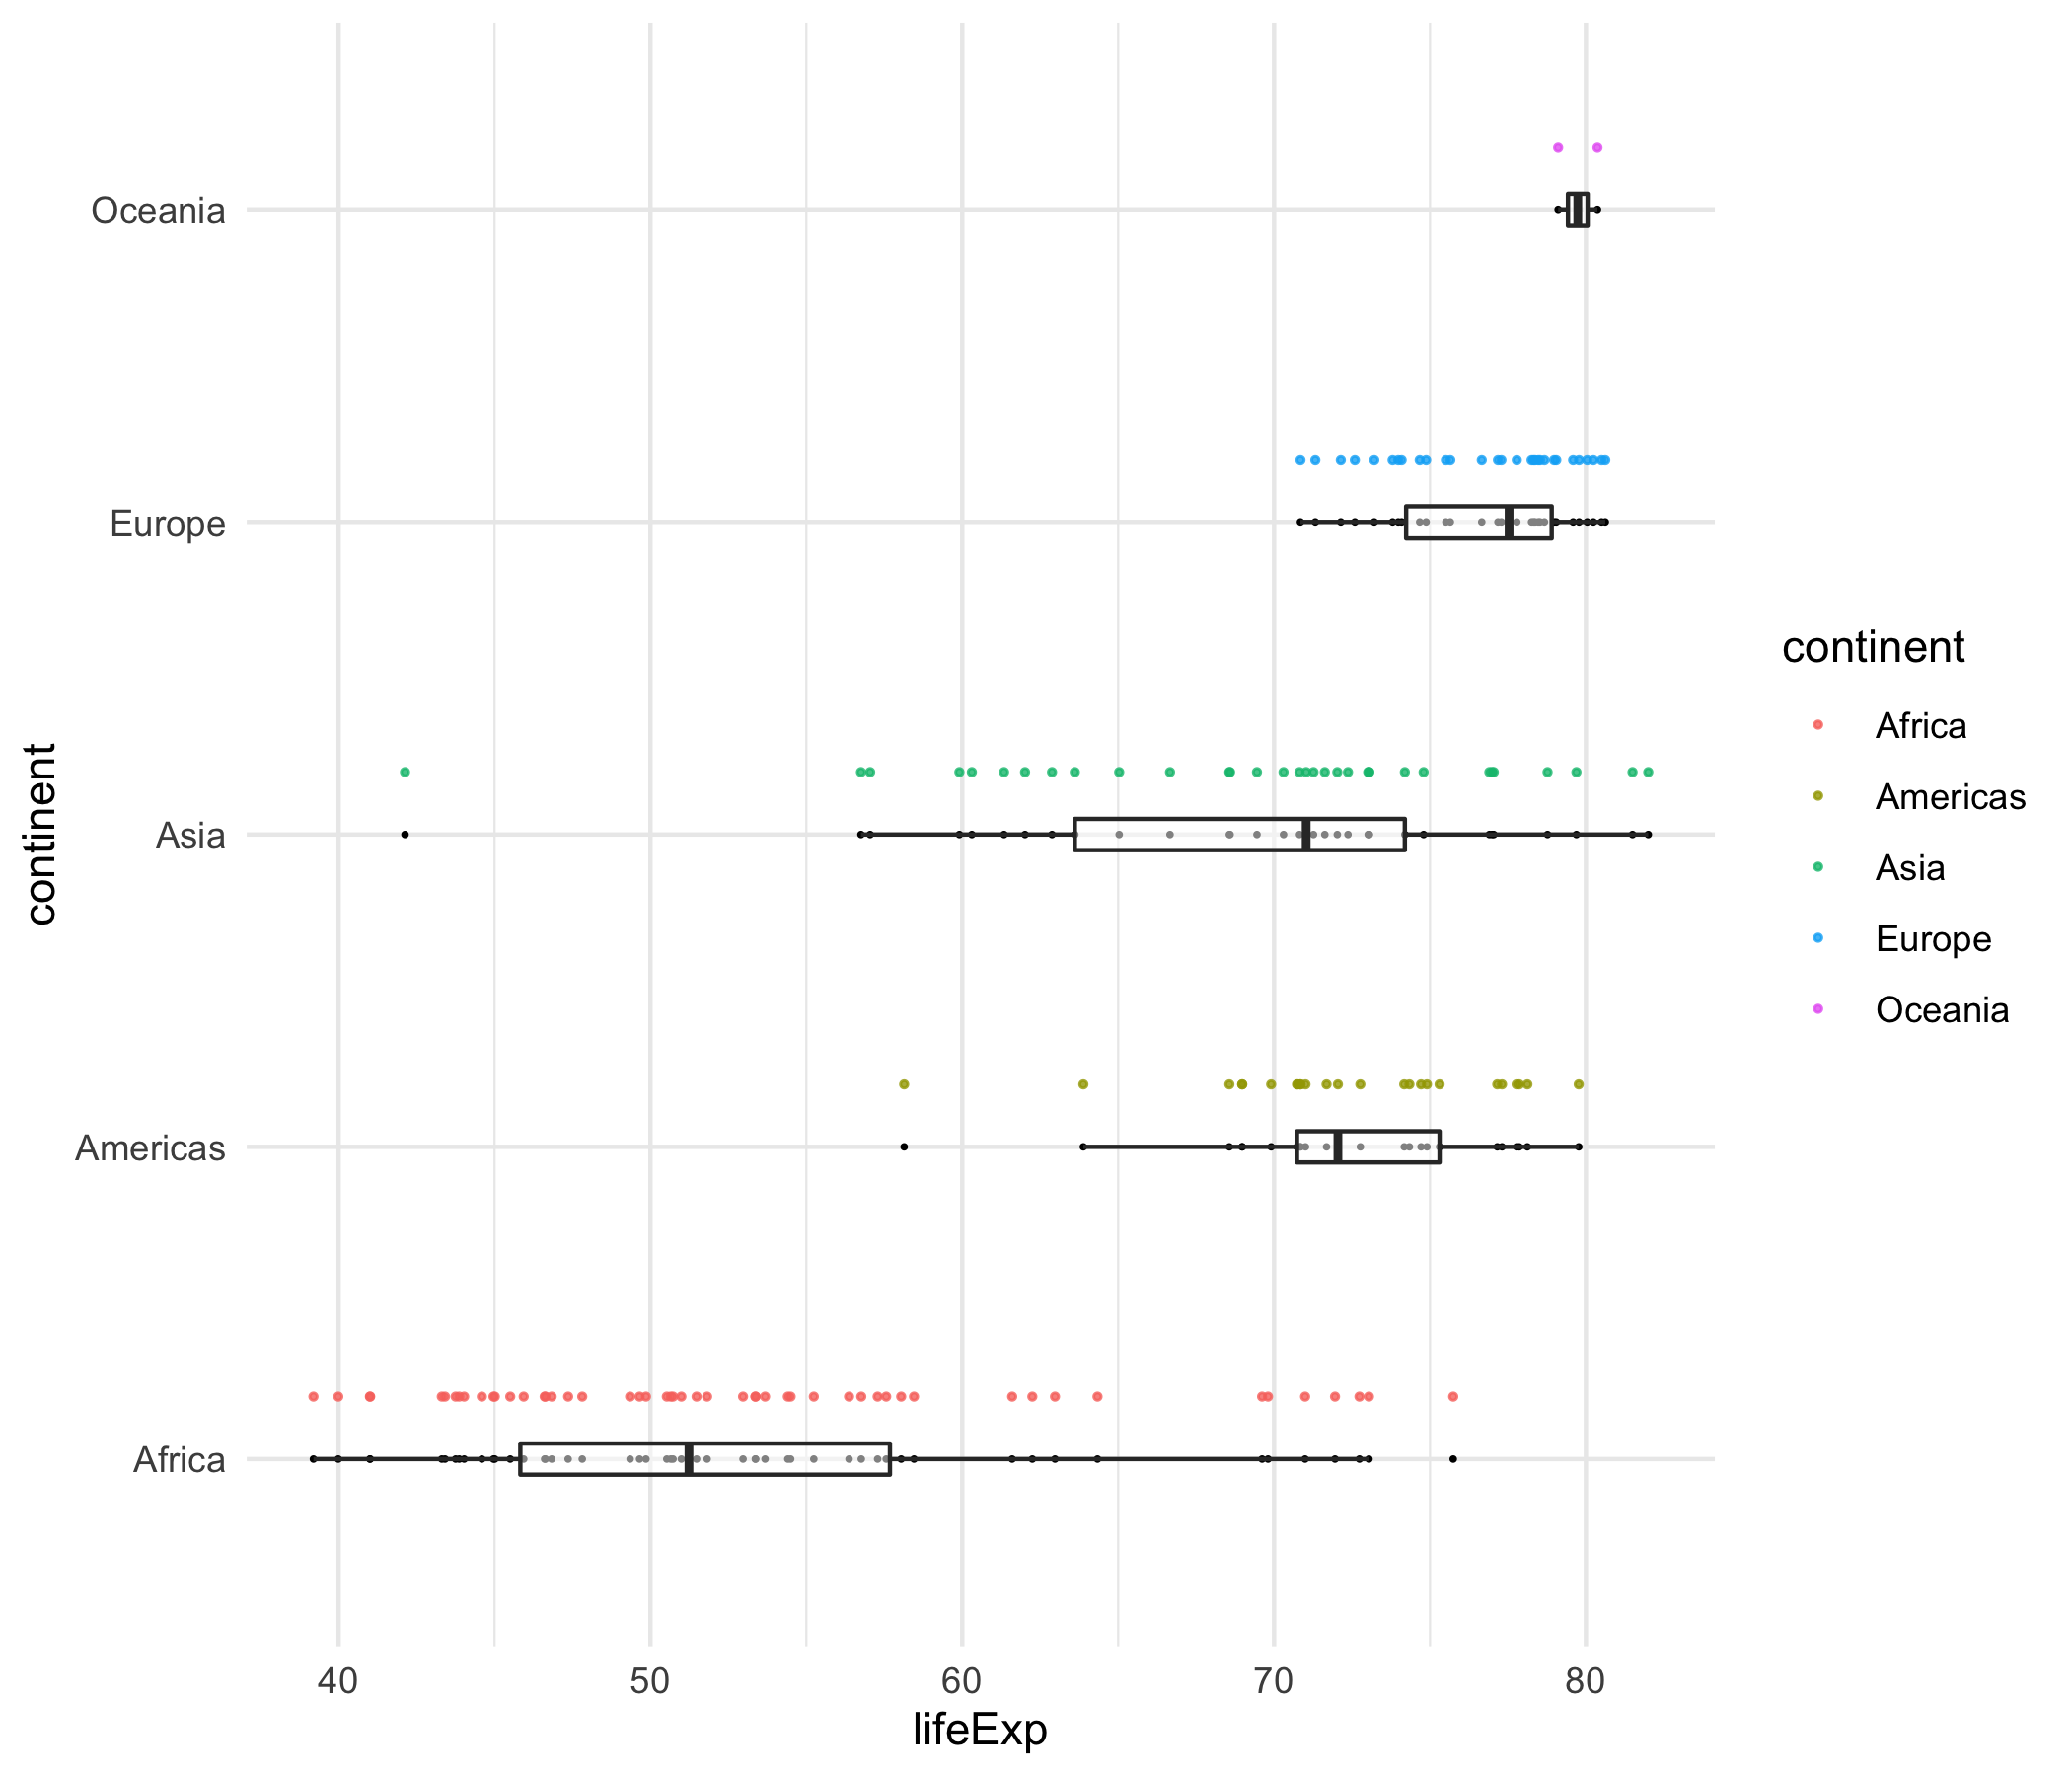 Oceania
Europe
Asia
Americas
Africa
continent
40 50 60 70 80
lifeExp
continent
Africa
Americas
Asia
Europe
Oceania